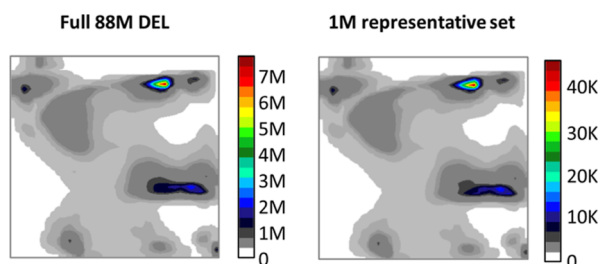 Full 88M DEL
1M representative set
7M
6M
5M
4M
3M
2M
1M
0
40K
30K
20K
10K
0